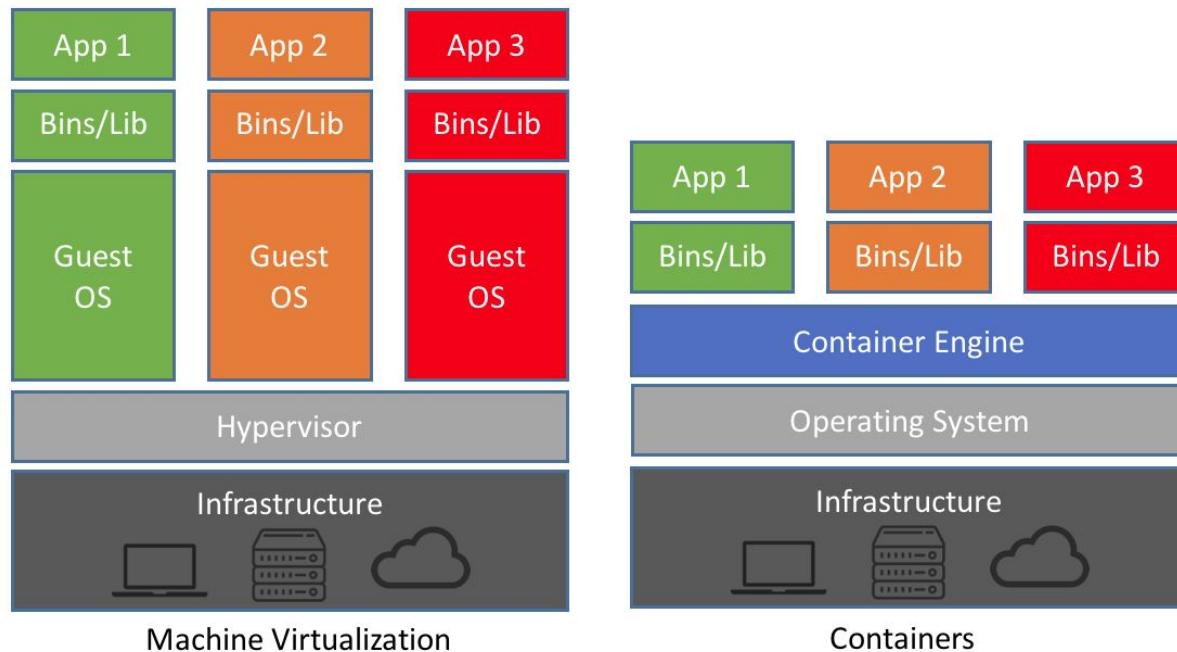 App 1
App 2
App 3
Bins/Lib
Bins/Lib
Bins/Lib
Guest
OS
Guest
OS
Guest
OS
Hypervisor
Infrastructure
Machine Virtualization
App 1
App 2
App 3
Bins/Lib
Bins/Lib
Bins/Lib
Container Engine
Operating System
Infrastructure
Containers